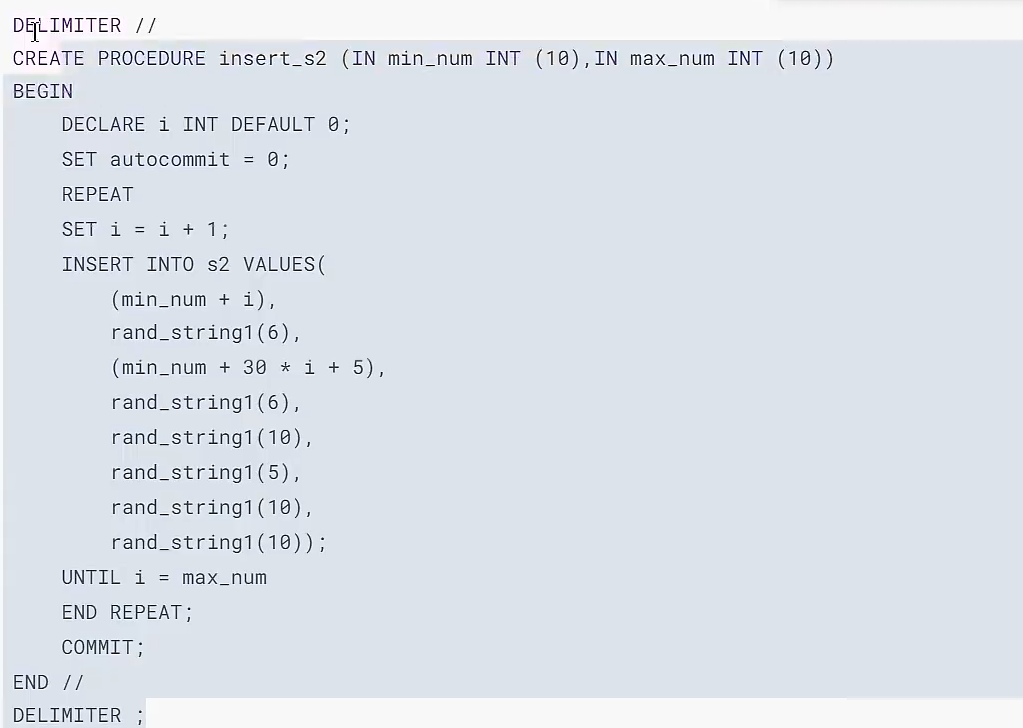 DELIMITER //
CREATE PROCEDURE insert_s2 (IN min_num INT (10),IN max_num INT (10))
BEGIN
    DECLARE i INT DEFAULT 0;
    SET autocommit = 0;
    REPEAT
    SET i = i + 1;
    INSERT INTO s2 VALUES(
        (min_num + i),
        rand_string1(6),
        (min_num + 30 * i + 5),
        rand_string1(6),
        rand_string1(10),
        rand_string1(5),
        rand_string1(10),
        rand_string1(10));
    UNTIL i = max_num
    END REPEAT;
    COMMIT;
END //
DELIMITER ;